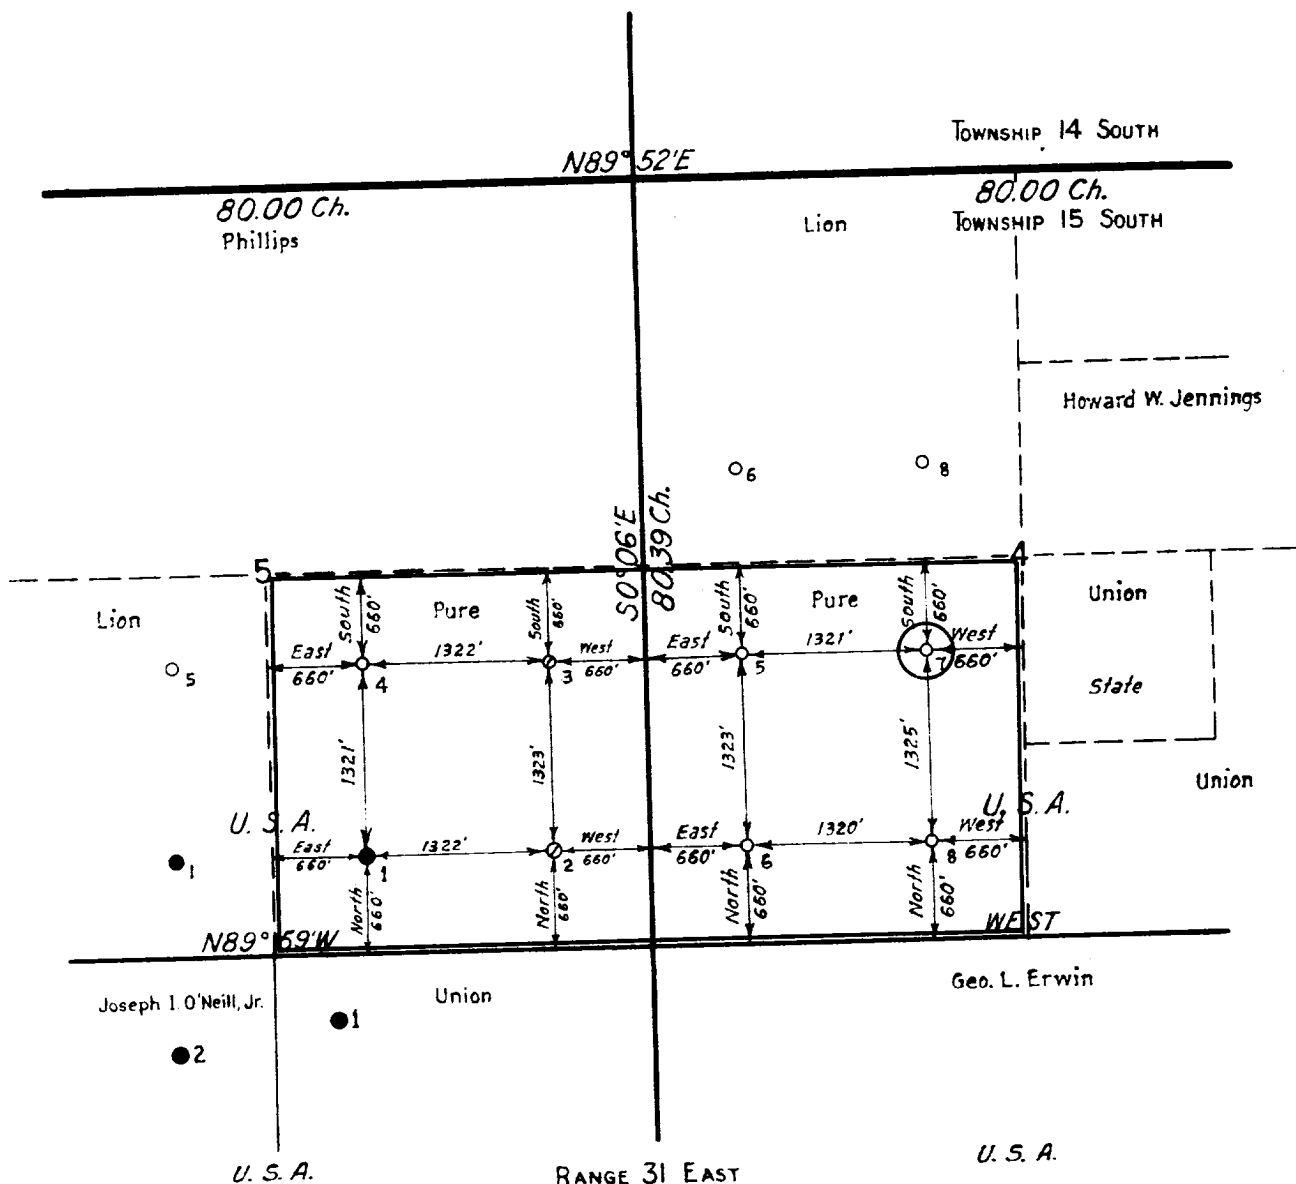 TOWNSHIP 14 SOUTH
N89°52'E
80.00 Ch.
80.00 Ch.
Phillips
Lion
TOWNSHIP 15 SOUTH
Howard W. Jennings
6
8
S0°06'E
80.39 Ch.
5
4
Lion
Pure
Pure
Union
State
Union
South
660'
South
660'
South
660'
South
660'
East
660'
1322'
West
660'
East
660'
1321'
West
660'
5
4
3
5
7
1321'
1323'
1323'
1325'
U. S. A.
U. S. A.
East
660'
1322'
West
660'
East
660'
1320'
West
660'
1
1
2
6
8
North
660'
North
660'
North
660'
North
660'
N89°59'W
WEST
Joseph I. O'Neill, Jr.
Union
Geo. L. Erwin
1
2
U. S. A.
RANGE 31 EAST
U. S. A.